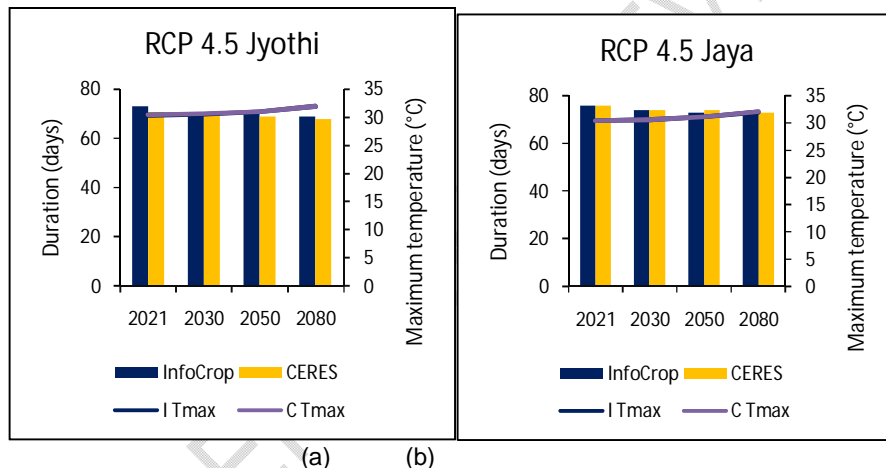 RCP 4.5 Jyothi
Duration (days)
80
60
40
20
0
35
30
25
20
15
10
5
0
Maximum temperature (°C)
2021 2030 2050 2080
InfoCrop CERES
I Tmax C Tmax
RCP 4.5 Jaya
Duration (days)
80
60
40
20
0
35
30
25
20
15
10
5
0
Maximum temperature (°C)
2021 2030 2050 2080
InfoCrop CERES
I Tmax C Tmax
(a) (b)